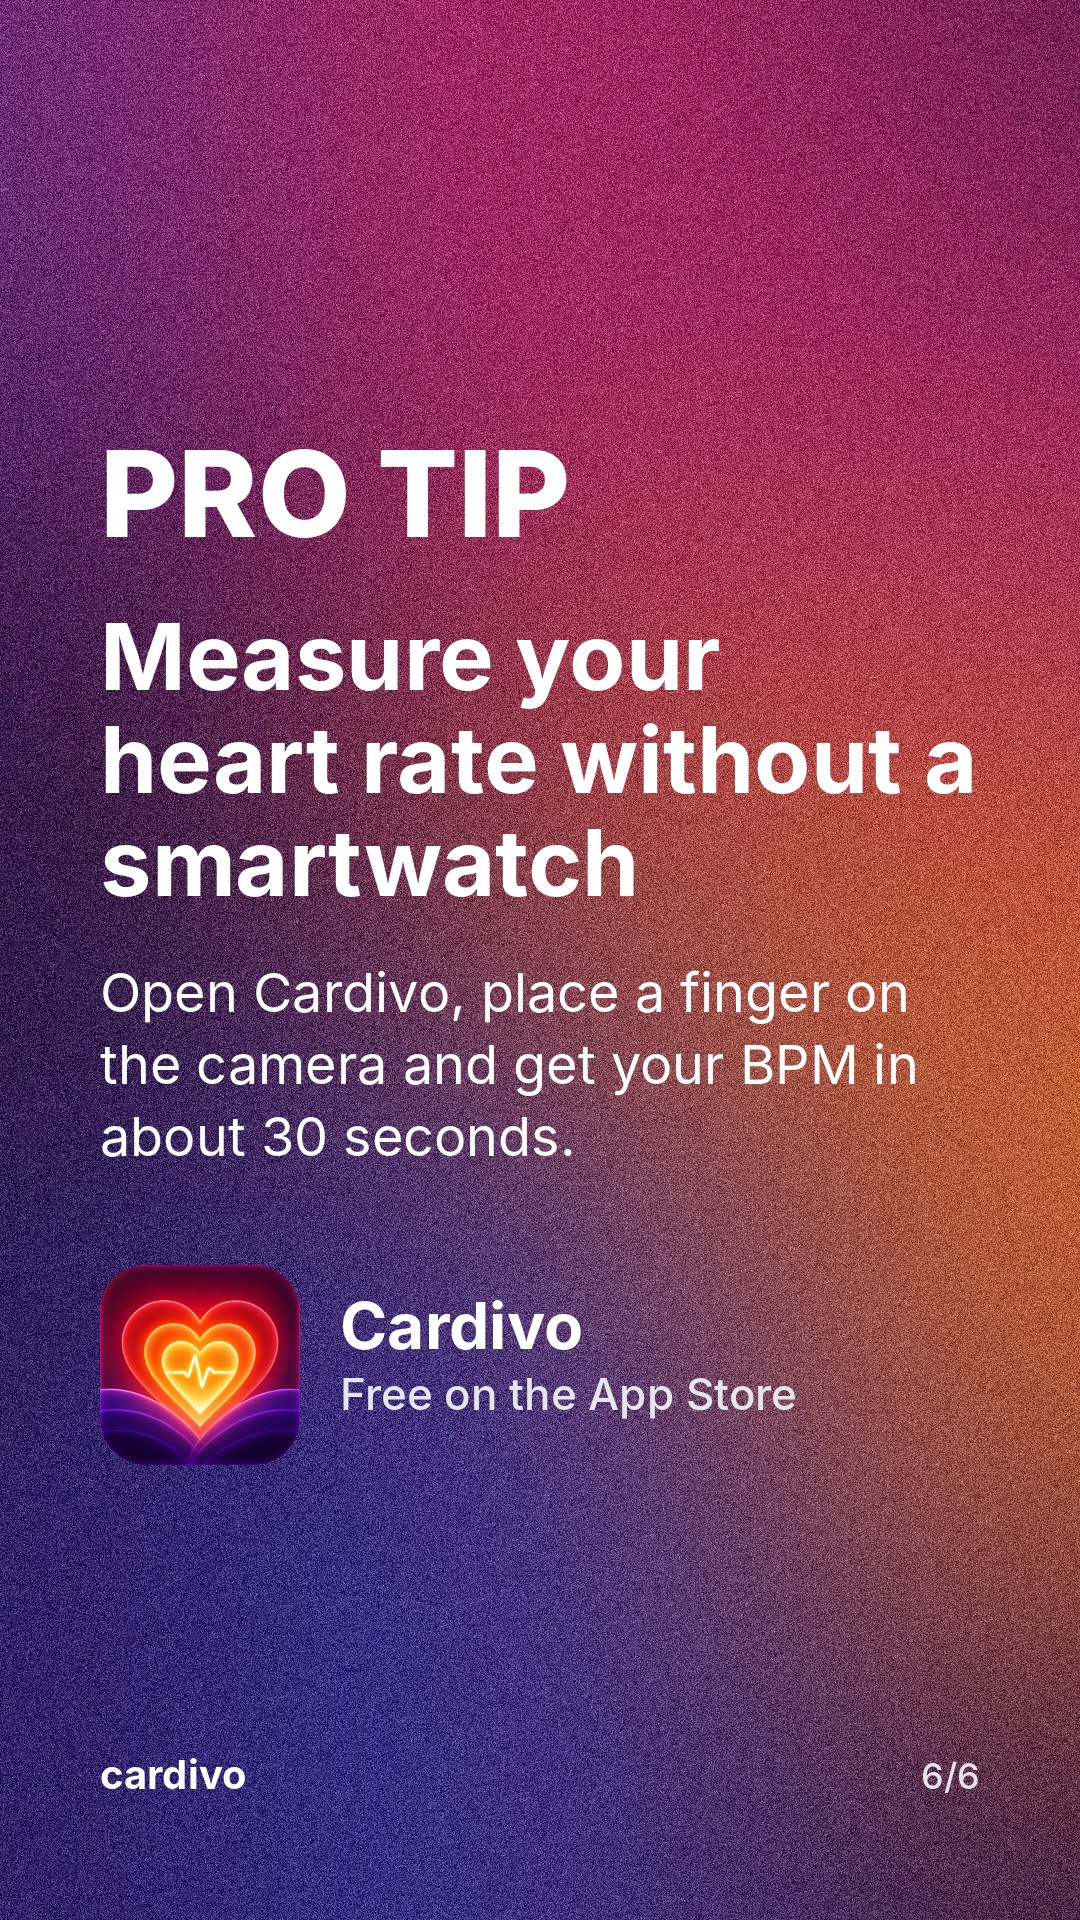 PRO TIP
Measure your
heart rate without a
smartwatch
Open Cardivo, place a finger on
the camera and get your BPM in
about 30 seconds.
Cardivo
Free on the App Store
cardivo
6/6